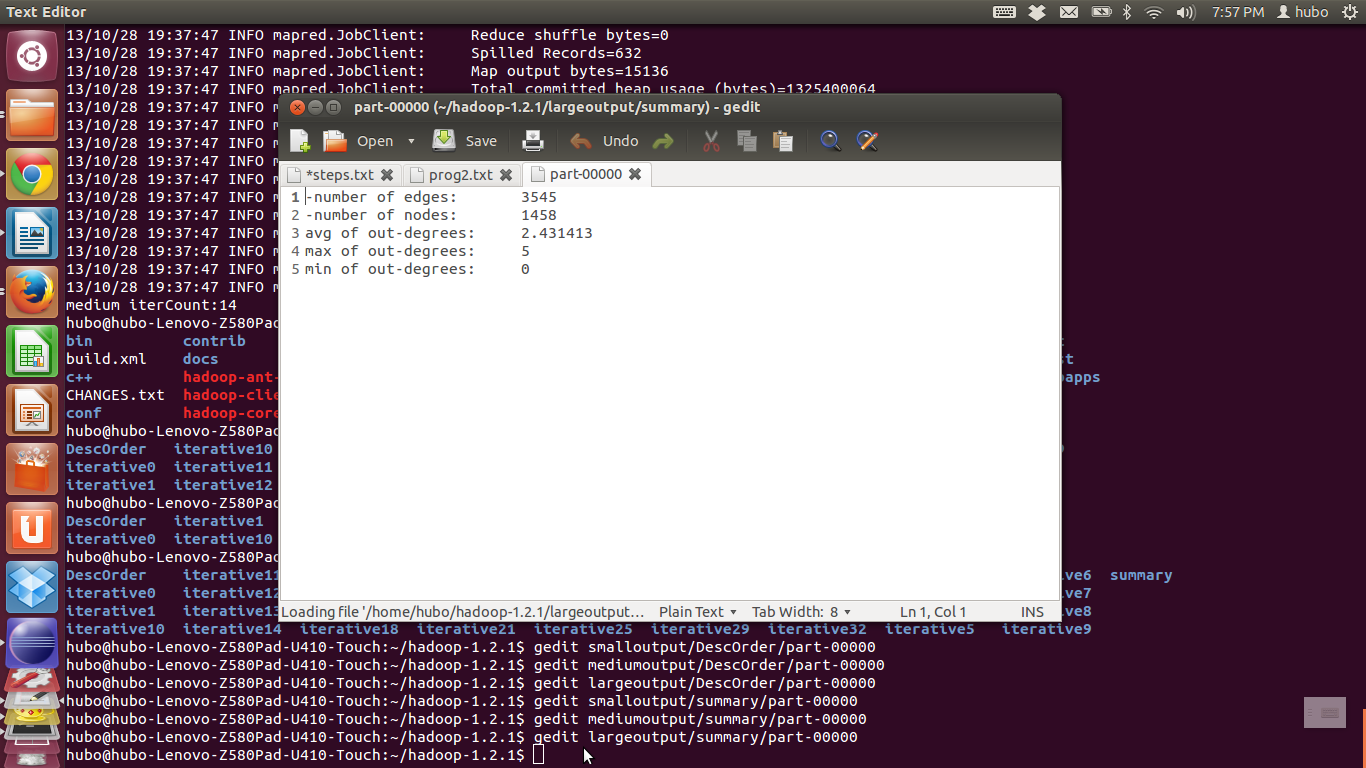 Text Editor
7:57 PM hubo
13/10/28 19:37:47 INFO mapred.JobClient:     Reduce shuffle bytes=0
13/10/28 19:37:47 INFO mapred.JobClient:     Spilled Records=632
13/10/28 19:37:47 INFO mapred.JobClient:     Map output bytes=15136
13/10/28 19:37:47 INFO mapred.JobClient:     Total committed heap usage (bytes)=1325400064
13/10/28 19:37:47 INFO
13/10/28 19:37:47 INFO
13/10/28 19:37:47 INFO
13/10/28 19:37:47 INFO
13/10/28 19:37:47 INFO
13/10/28 19:37:47 INFO
13/10/28 19:37:47 INFO
13/10/28 19:37:47 INFO
13/10/28 19:37:47 INFO
13/10/28 19:37:47 INFO
13/10/28 19:37:47 INFO
medium iterCount:14
hubo@hubo-Lenovo-Z580Pad
bin contrib
build.xml docs
c++ hadoop-ant- apps
CHANGES.txt hadoop-clie
conf hadoop-core
hubo@hubo-Lenovo-Z580Pad
DescOrder iterative10
iterative0 iterative11
iterative1 iterative12
hubo@hubo-Lenovo-Z580Pad
DescOrder iterative1
iterative0 iterative10
hubo@hubo-Lenovo-Z580Pad
DescOrder iterative11 ive6 summary
iterative0 iterative12 ive7
iterative1 iterative13 ive8
iterative10 iterative14 iterative18 iterative21 iterative25 iterative29 iterative32 iterative5 iterative9
hubo@hubo-Lenovo-Z580Pad-U410-Touch:~/hadoop-1.2.1$ gedit smalloutput/DescOrder/part-00000
hubo@hubo-Lenovo-Z580Pad-U410-Touch:~/hadoop-1.2.1$ gedit mediumoutput/DescOrder/part-00000
hubo@hubo-Lenovo-Z580Pad-U410-Touch:~/hadoop-1.2.1$ gedit largeoutput/DescOrder/part-00000
hubo@hubo-Lenovo-Z580Pad-U410-Touch:~/hadoop-1.2.1$ gedit smalloutput/summary/part-00000
hubo@hubo-Lenovo-Z580Pad-U410-Touch:~/hadoop-1.2.1$ gedit mediumoutput/summary/part-00000
hubo@hubo-Lenovo-Z580Pad-U410-Touch:~/hadoop-1.2.1$ gedit largeoutput/summary/part-00000
hubo@hubo-Lenovo-Z580Pad-U410-Touch:~/hadoop-1.2.1$
part-00000 (~/hadoop-1.2.1/largeoutput/summary) - gedit
Open Save Undo
*steps.txt prog2.txt part-00000
1 -number of edges: 3545
2 -number of nodes: 1458
3 avg of out-degrees: 2.431413
4 max of out-degrees: 5
5 min of out-degrees: 0
Loading file '/home/hubo/hadoop-1.2.1/largeoutput… Plain Text Tab Width: 8 Ln 1, Col 1 INS